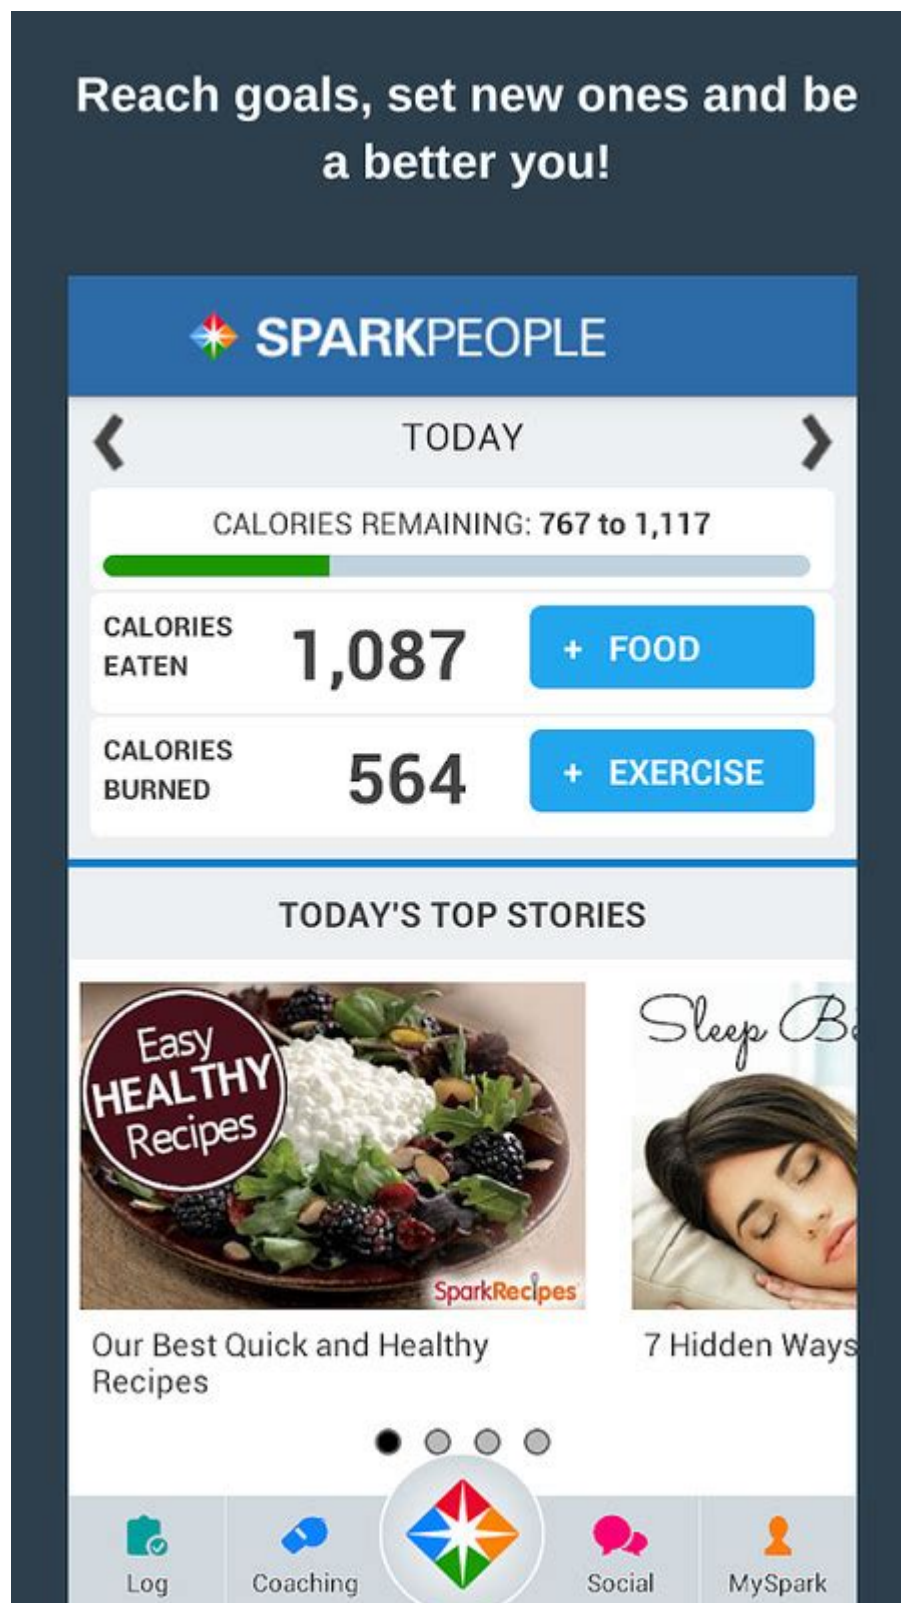 Reach goals, set new ones and be
a better you!
SPARKPEOPLE
TODAY
CALORIES REMAINING: 767 to 1,117
CALORIES
EATEN
1,087
+ FOOD
CALORIES
BURNED
564
+ EXERCISE
TODAY'S TOP STORIES
Easy
HEALTHY
Recipes
SparkRecipes
Sleep
Our Best Quick and Healthy
Recipes
7 Hidden Ways
Log
Coaching
Social
MySpark